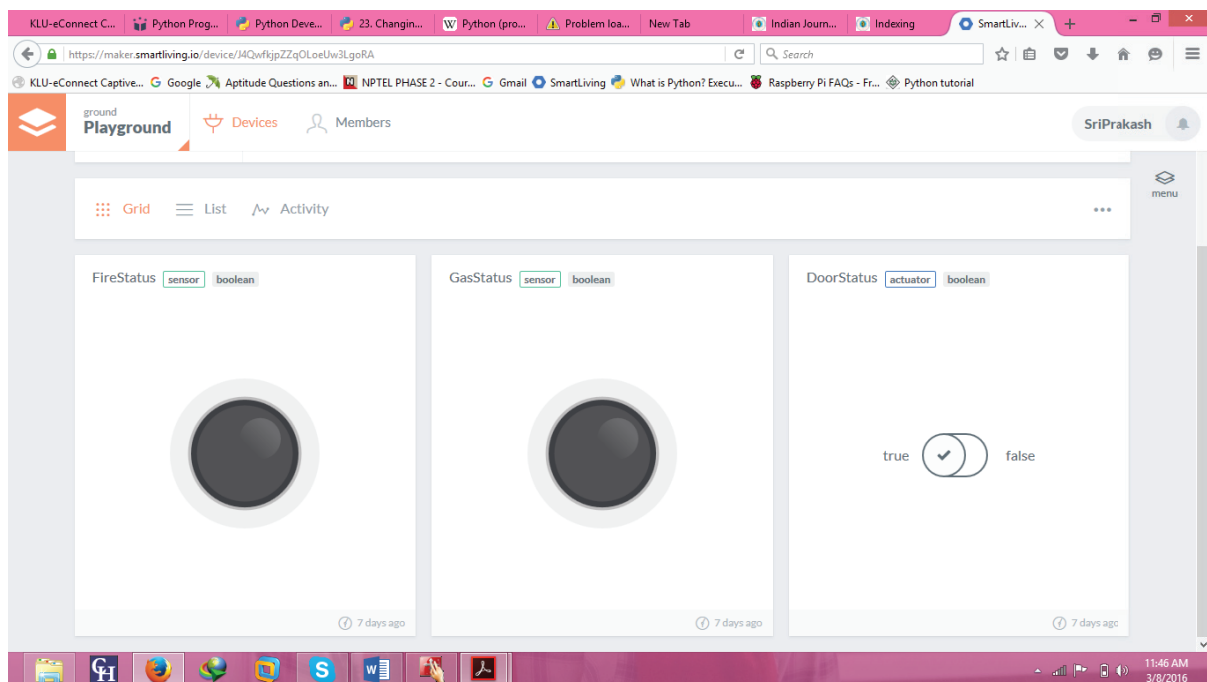 KLU-eConnect C... Python Prog... Python Deve... 23. Changin... Python (pro... Problem loa... New Tab Indian Journ... Indexing SmartLiv...
https://maker.smartliving.io/device/J4QwfkjpZZqOLoeUw3LgoRA Search
KLU-eConnect Captive... Google Aptitude Questions an... NPTEL PHASE 2 - Cour... Gmail SmartLiving What is Python? Execu... Raspberry Pi FAQs - Fr... Python tutorial
ground
Playground Devices Members SriPrakash
menu
Grid List Activity
FireStatus sensor boolean GasStatus sensor boolean DoorStatus actuator boolean
true false
7 days ago 7 days ago 7 days ago
11:46 AM
3/8/2016